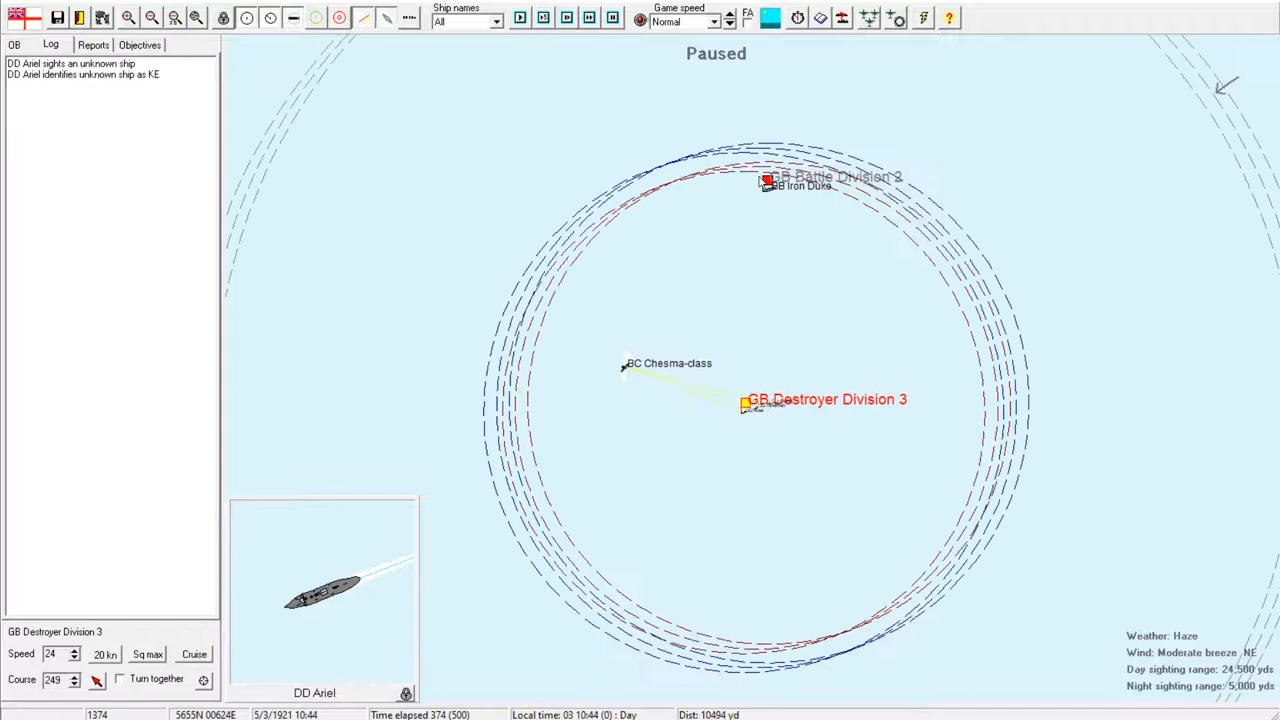 Ship names
All
Game speed
Normal
FA
OB
Log
Reports
Objectives
DD Ariel sights an unknown ship
DD Ariel identifies unknown ship as KE
Paused
GB Battle Division 2
BB Iron Duke
BC Chesma-class
GB Destroyer Division 3
Weather: Haze
Wind: Moderate breeze NE
Day sighting range: 24,500 yds
Night sighting range: 5,000 yds
GB Destroyer Division 3
Speed 24 20 kn Sq max Cruise
Course 249 Turn together
DD Ariel
1374 5655N 00624E 5/3/1921 10:44 Time elapsed 374 (500) Local time: 03 10:44 (0) : Day Dist: 10494 yd